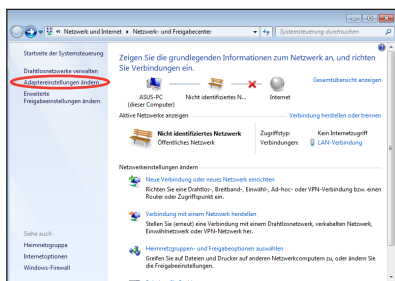 « Netzwerk und Inte... ▸ Netzwerk- und Freigabecenter
Systemsteuerung durchsuchen
Startseite der Systemsteuerung
Drahtlosnetzwerke verwalten
Adaptereinstellungen ändern
Erweiterte
Freigabeeinstellungen ändern
Siehe auch
Heimnetzgruppe
Internetoptionen
Windows-Firewall
Zeigen Sie die grundlegenden Informationen zum Netzwerk an, und richten
Sie Verbindungen ein.
Gesamtübersicht anzeigen
ASUS-PC
(dieser Computer)
Nicht identifiziertes N...
Internet
Aktive Netzwerke anzeigen
Verbindung herstellen oder trennen
Nicht identifiziertes Netzwerk
Öffentliches Netzwerk
Zugriffstyp: Kein Internetzugriff
Verbindungen: LAN-Verbindung
Netzwerkeinstellungen ändern
Neue Verbindung oder neues Netzwerk einrichten
Richten Sie eine Drahtlos-, Breitband-, Einwähl-, Ad-hoc- oder VPN-Verbindung bzw. einen
Router oder Zugriffspunkt ein.
Verbindung mit einem Netzwerk herstellen
Stellen Sie (erneut) eine Verbindung mit einem Drahtlosnetzwerk, verkabelten Netzwerk,
Einwählnetzwerk oder VPN-Netzwerk her.
Heimnetzgruppen- und Freigabeoptionen auswählen
Greifen Sie auf Dateien und Drucker auf anderen Netzwerkcomputern zu, oder ändern Sie
die Freigabeeinstellungen.